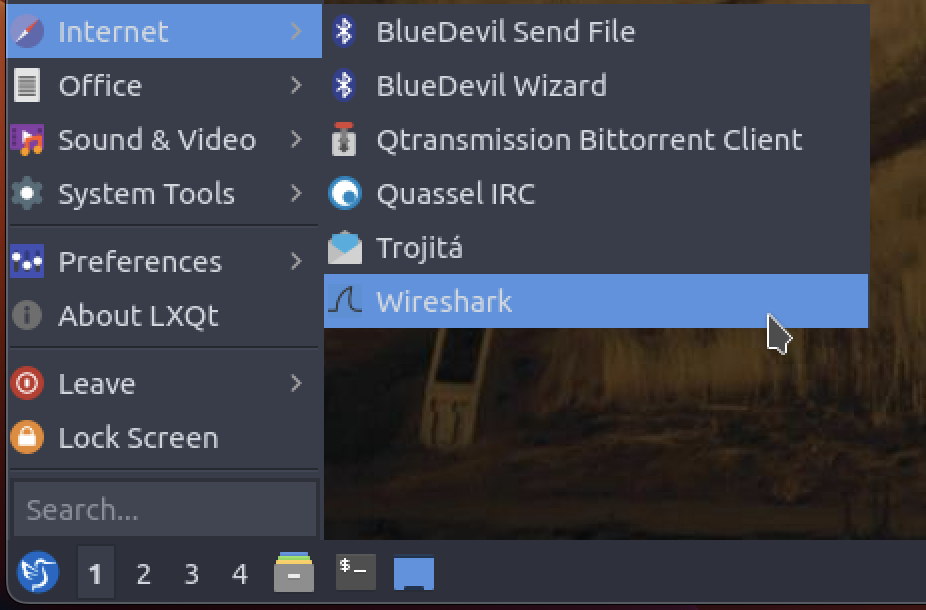 Internet
Office
Sound & Video
System Tools
Preferences
About LXQt
Leave
Lock Screen
Search...
BlueDevil Send File
BlueDevil Wizard
Qtransmission Bittorrent Client
Quassel IRC
Trojitá
Wireshark
1 2 3 4 $–